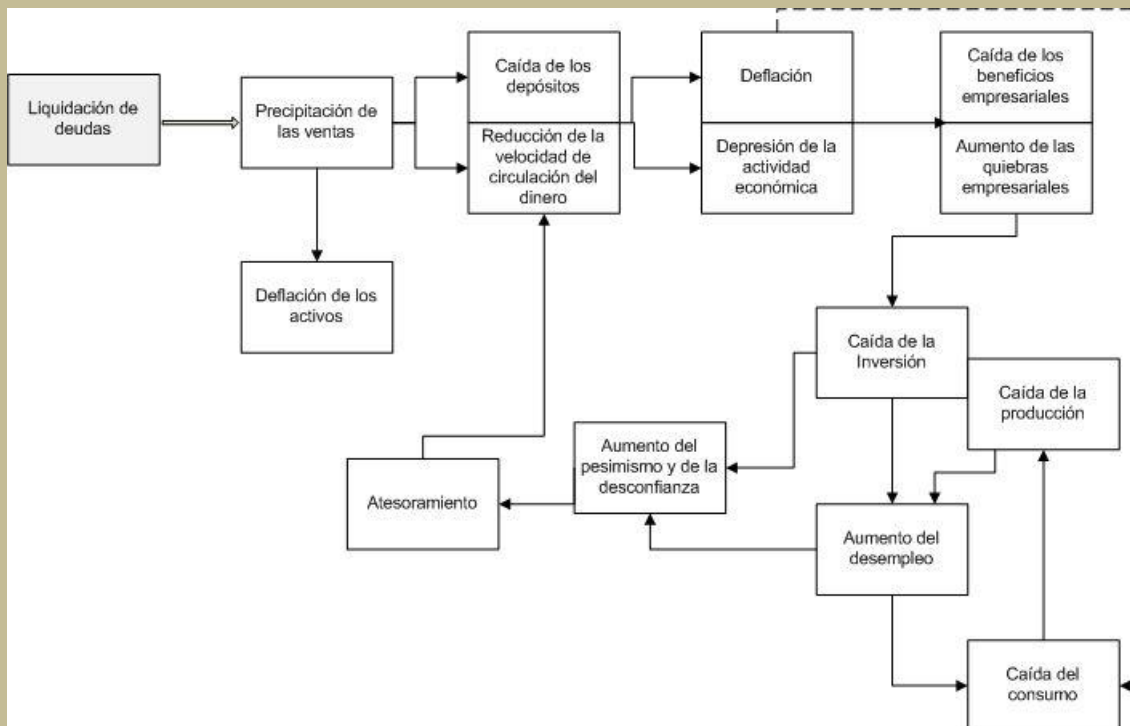 Liquidación de
deudas
Precipitación de
las ventas
Caída de los
depósitos
Reducción de la
velocidad de
circulación del
dinero
Deflación
Depresión de la
actividad
económica
Caída de los
beneficios
empresariales
Aumento de las
quiebras
empresariales
Deflación de los
activos
Caída de la
Inversión
Caída de la
producción
Aumento del
pesimismo y de la
desconfianza
Atesoramiento
Aumento del
desempleo
Caída del
consumo